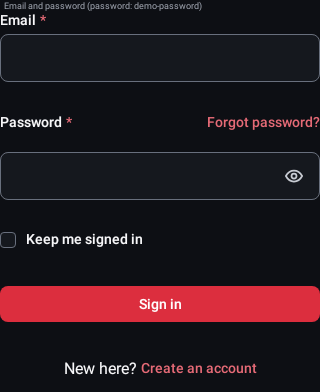 Email and password (password: demo-password)
Email *
Password * Forgot password?
Keep me signed in
Sign in
New here? Create an account